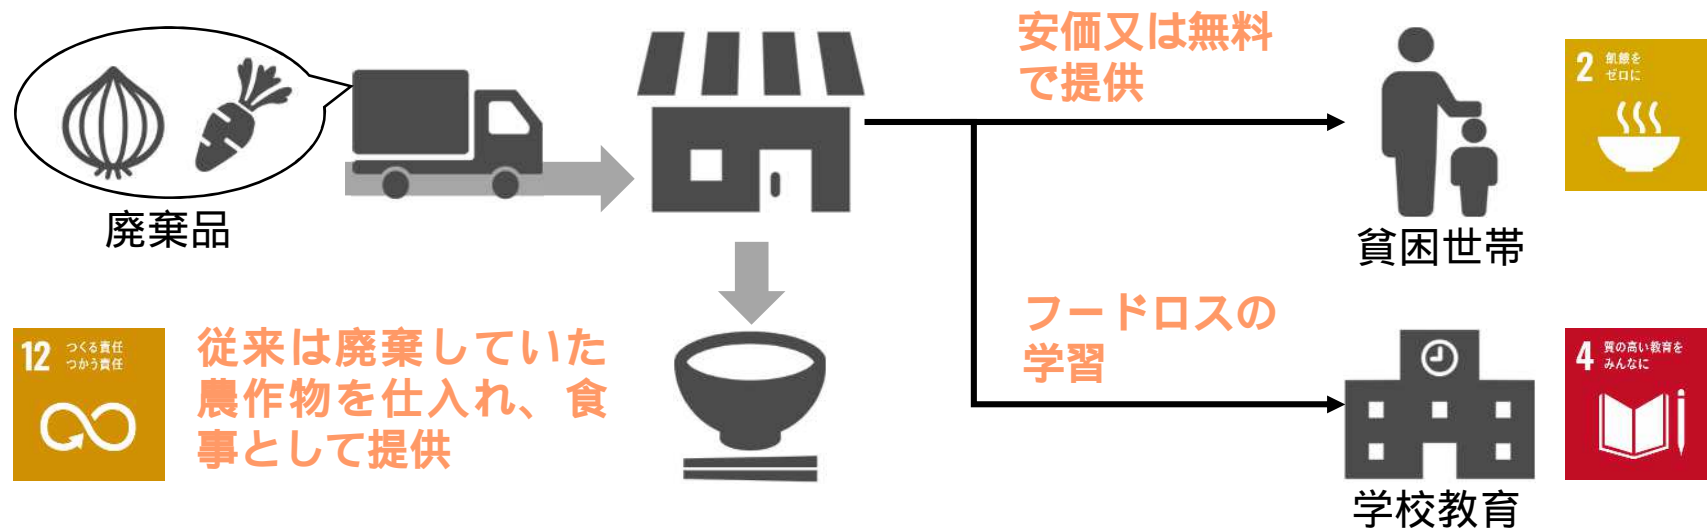 廃棄品
安価又は無料
で提供
2 飢餓を
ゼロに
貧困世帯
12 つくる責任
つかう責任
従来は廃棄していた
農作物を仕入れ、食
事として提供
フードロスの
学習
4 質の高い教育を
みんなに
学校教育